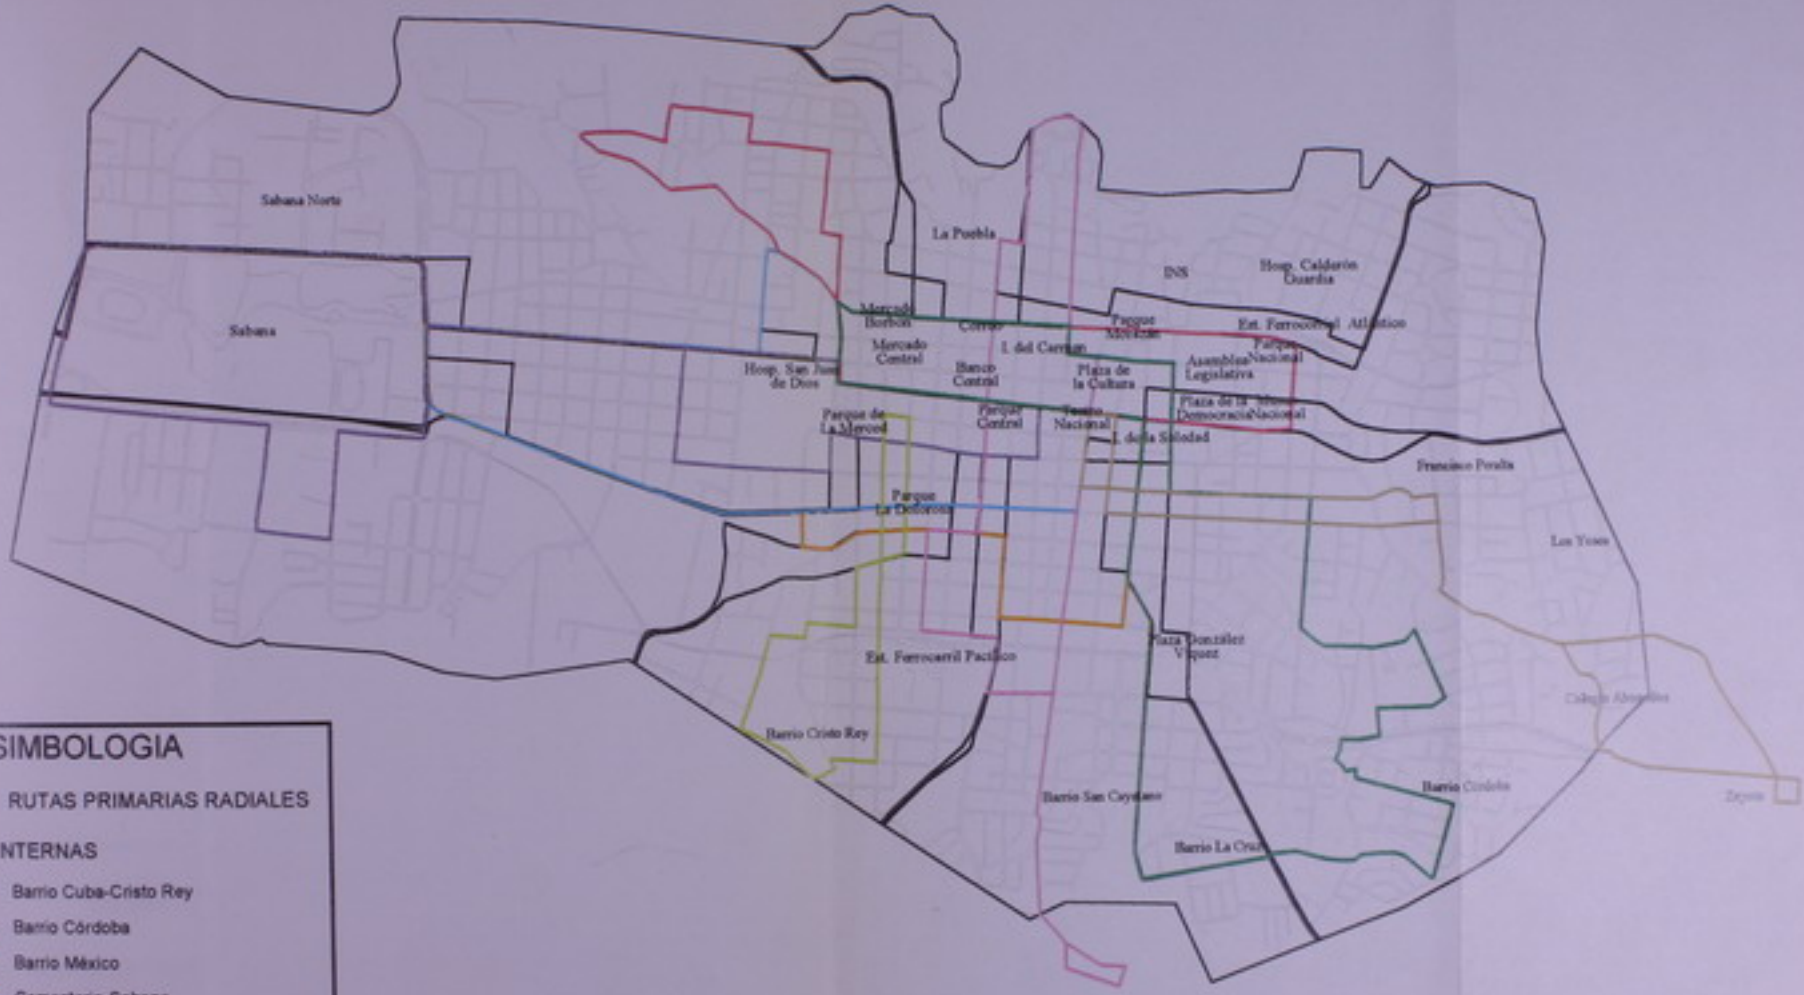 Sabana Norte
La Puebla
INS
Hosp. Calderón
Guardia
Sabana
Mercado
Borbón
Correo
Parque
Morazán
Est. Ferrocarril Atlántico
Mercado
Central
I. del Carmen
Parque
Nacional
Asamblea
Legislativa
Hosp. San Juan
de Dios
Banco
Central
Plaza de
la Cultura
Parque de
La Merced
Parque
Central
Teatro
Nacional
Plaza de la
Democracia
Nacional
I. de la Soledad
Francisco Peralta
Parque
La Dolorosa
Los Yoses
Plaza González
Víquez
Est. Ferrocarril Pacífico
Barrio Cristo Rey
Zapote
Barrio Córdoba
Barrio San Cayetano
Barrio La Cruz
SIMBOLOGIA
RUTAS PRIMARIAS RADIALES
NTERNAS
Barrio Cuba-Cristo Rey
Barrio Córdoba
Barrio México